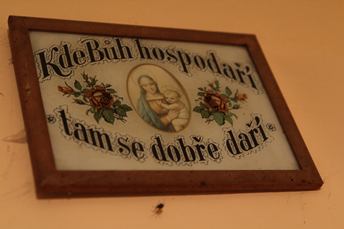 Kde Bůh hospodaří
tam se dobře daří.